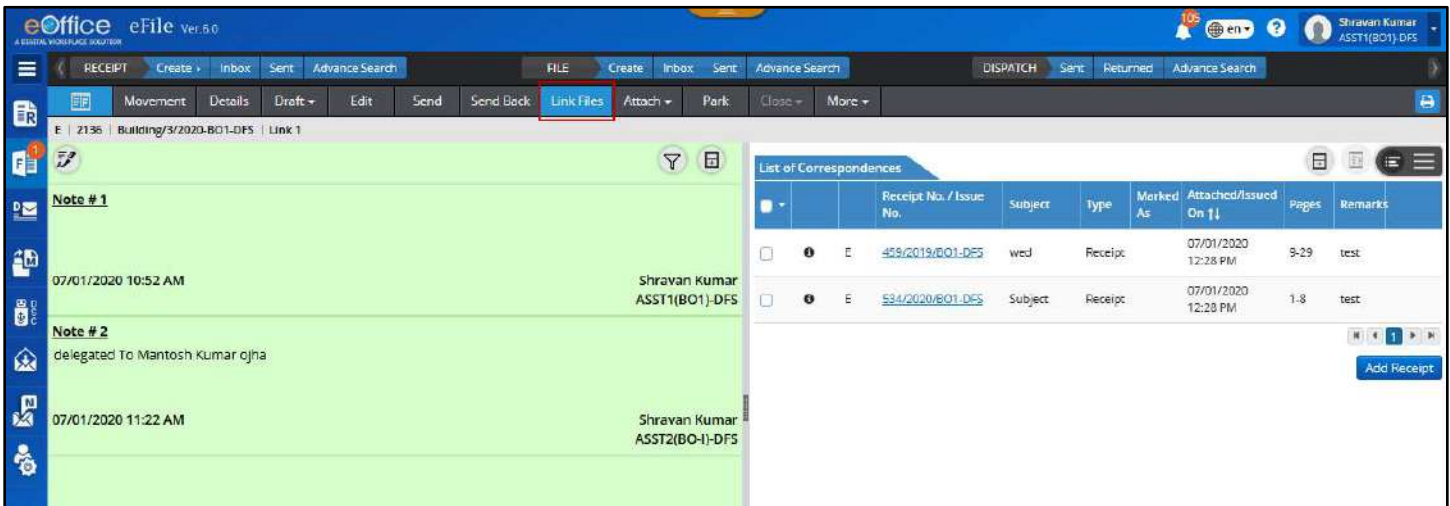 eOffice eFile Ver.6.0
A DIGITAL WORKPLACE SOLUTION
105
en
?
Shravan Kumar
ASST1(BO1)-DFS
RECEIPT Create Inbox Sent Advance Search FILE Create Inbox Sent Advance Search DISPATCH Sent Returned Advance Search
Movement Details Draft Edit Send Send Back Link Files Attach Park Close More
E | 2136 | Building/3/2020-BO1-DFS | Link 1
1
Note # 1
07/01/2020 10:52 AM
Shravan Kumar
ASST1(BO1)-DFS
Note # 2
delegated To Mantosh Kumar ojha
07/01/2020 11:22 AM
Shravan Kumar
ASST2(BO-I)-DFS
List of Correspondences
Receipt No. / Issue No. Subject Type Marked As Attached/Issued On Pages Remarks
E 459/2019/BO1-DFS wed Receipt 07/01/2020 12:28 PM 9-29 test
E 534/2020/BO1-DFS Subject Receipt 07/01/2020 12:28 PM 1-8 test
1
Add Receipt